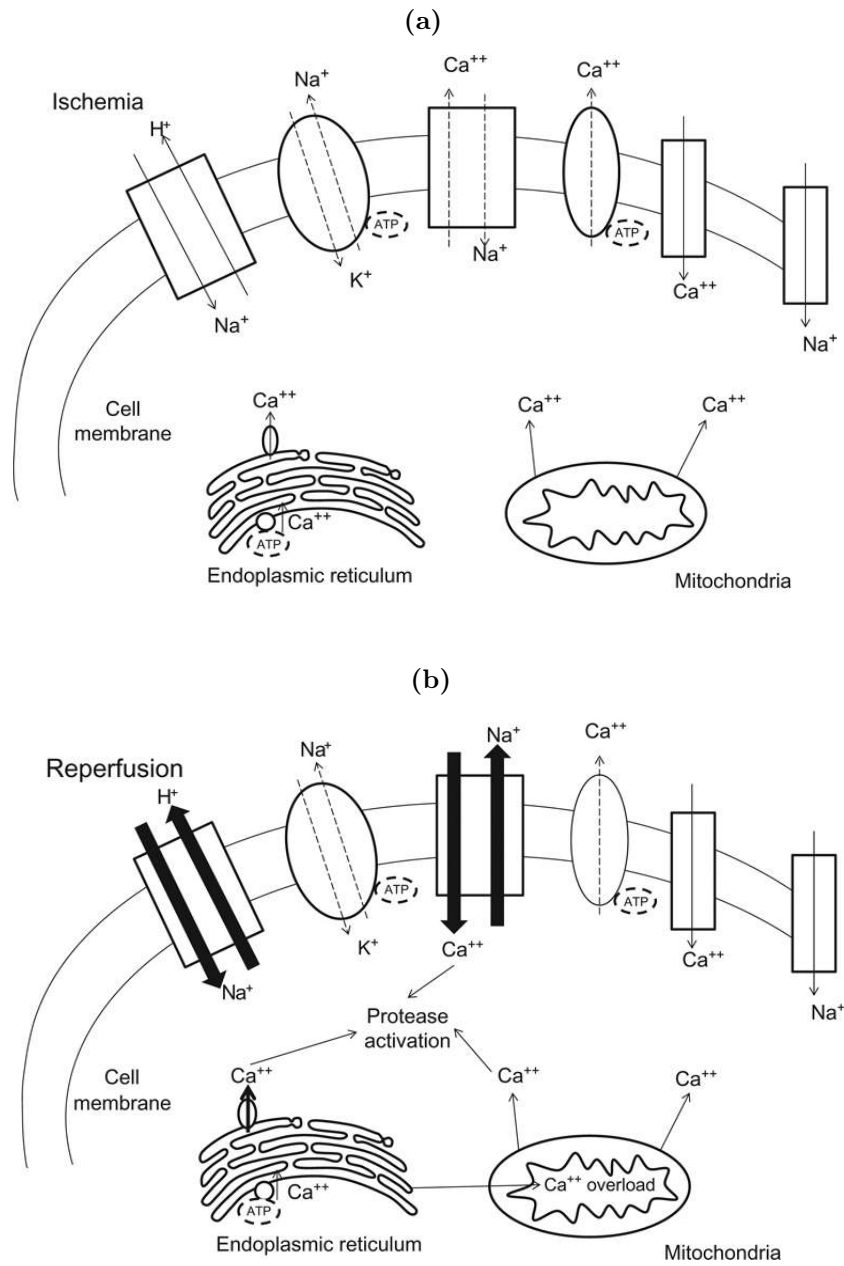 (a)
Ischemia
H⁺
Na⁺
Na⁺
K⁺
ATP
Ca⁺⁺
Na⁺
Ca⁺⁺
ATP
Ca⁺⁺
Na⁺
Cell
membrane
Ca⁺⁺
Ca⁺⁺
ATP
Endoplasmic reticulum
Ca⁺⁺
Ca⁺⁺
Mitochondria
(b)
Reperfusion
H⁺
Na⁺
Na⁺
K⁺
ATP
Na⁺
Ca⁺⁺
Ca⁺⁺
ATP
Ca⁺⁺
Na⁺
Protease
activation
Cell
membrane
Ca⁺⁺
Ca⁺⁺
ATP
Endoplasmic reticulum
Ca⁺⁺
Ca⁺⁺
Ca⁺⁺ overload
Mitochondria